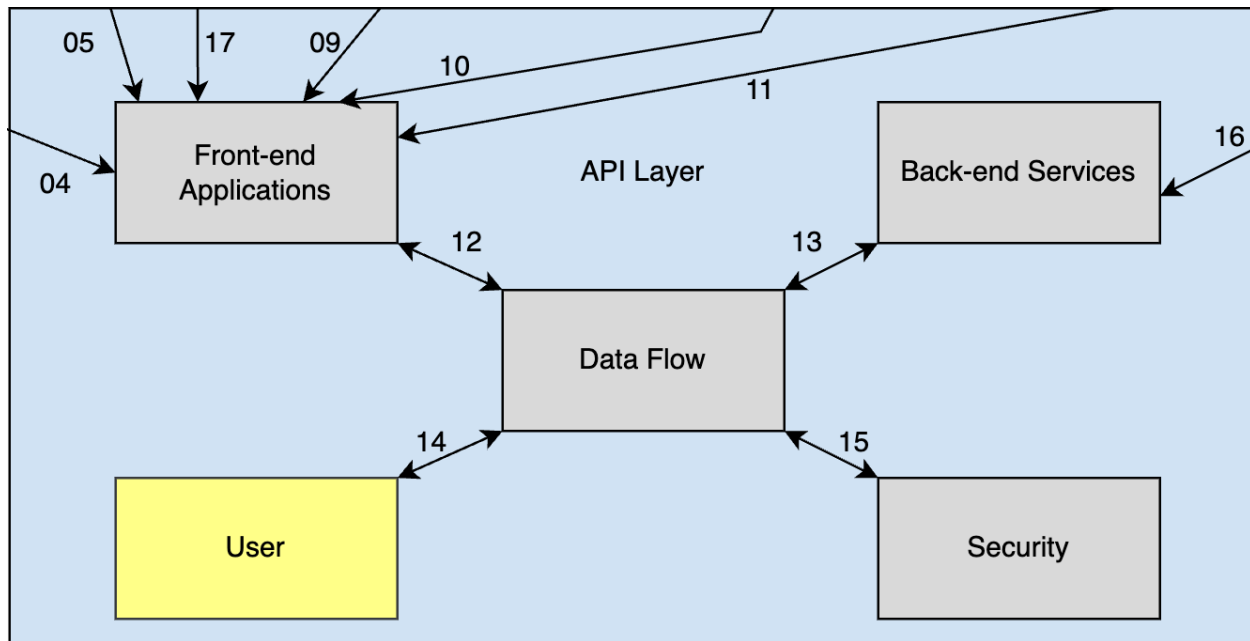 05
17
09
10
11
04
Front-end
Applications
API Layer
Back-end Services
16
12
13
Data Flow
14
15
User
Security